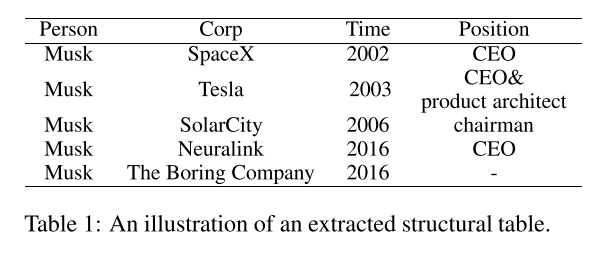 Person Corp Time Position
Musk SpaceX 2002 CEO
Musk Tesla 2003 CEO&
product architect
Musk SolarCity 2006 chairman
Musk Neuralink 2016 CEO
Musk The Boring Company 2016 -
Table 1: An illustration of an extracted structural table.